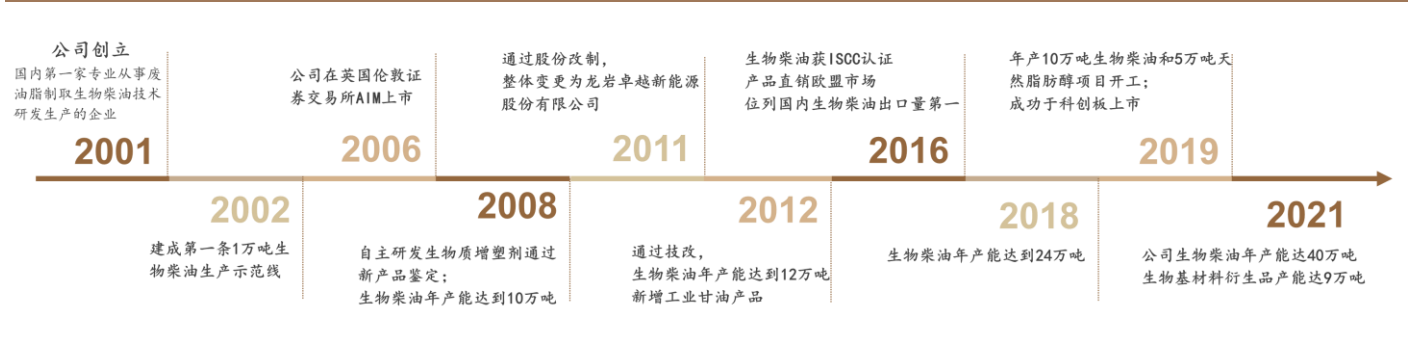 公司创立
国内第一家专业从事废
油脂制取生物柴油技术
研发生产的企业
2001
2002
建成第一条1万吨生
物柴油生产示范线
公司在英国伦敦证
券交易所AIM上市
2006
2008
自主研发生物质增塑剂通过
新产品鉴定;
生物柴油年产能达到10万吨
通过股份改制,
整体变更为龙岩卓越新能源
股份有限公司
2011
2012
通过技改,
生物柴油年产能达到12万吨
新增工业甘油产品
生物柴油获ISCC认证
产品直销欧盟市场
位列国内生物柴油出口量第一
2016
2018
生物柴油年产能达到24万吨
年产10万吨生物柴油和5万吨天
然脂肪醇项目开工;
成功于科创板上市
2019
2021
公司生物柴油年产能达40万吨
生物基材料衍生品产能达9万吨